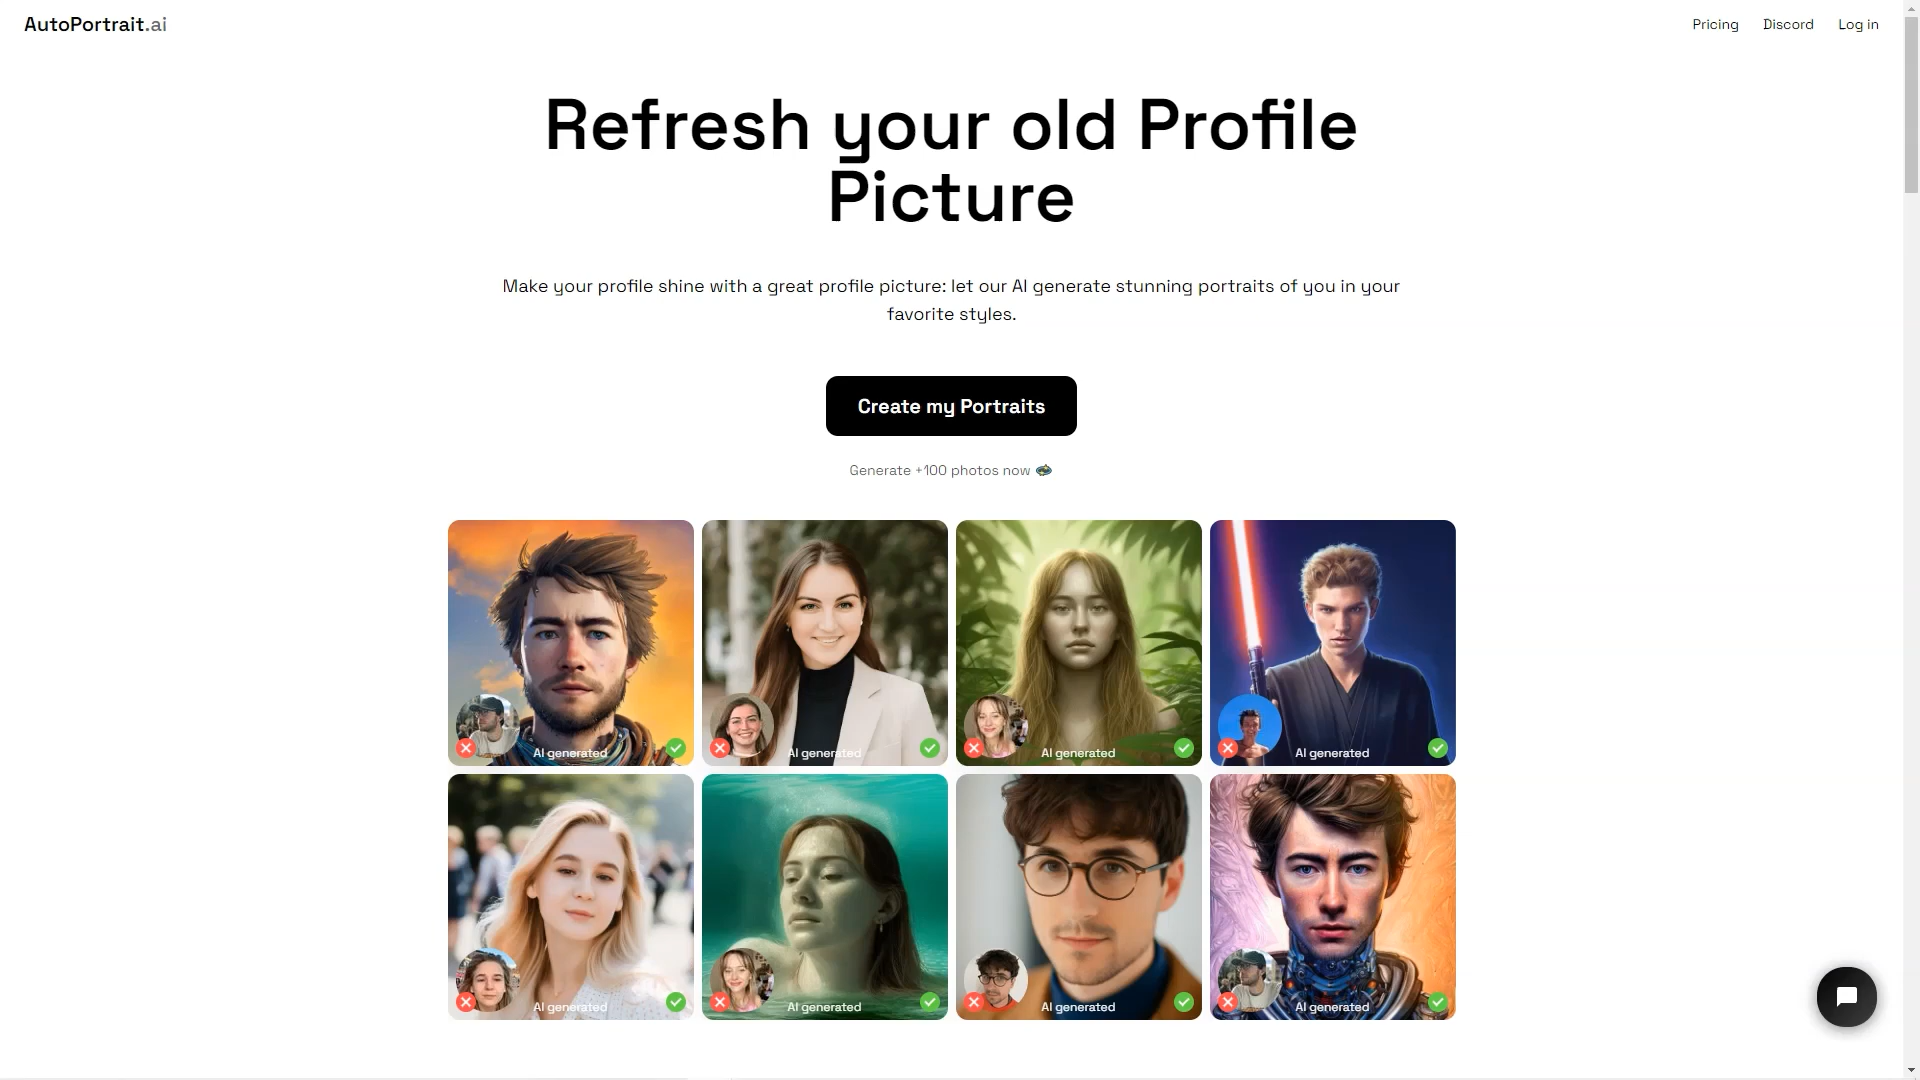 AutoPortrait.ai
Pricing Discord Log in
Refresh your old Profile
Picture
Make your profile shine with a great profile picture: let our AI generate stunning portraits of you in your
favorite styles.
Create my Portraits
Generate +100 photos now
AI generated AI generated AI generated AI generated
AI generated AI generated AI generated AI generated